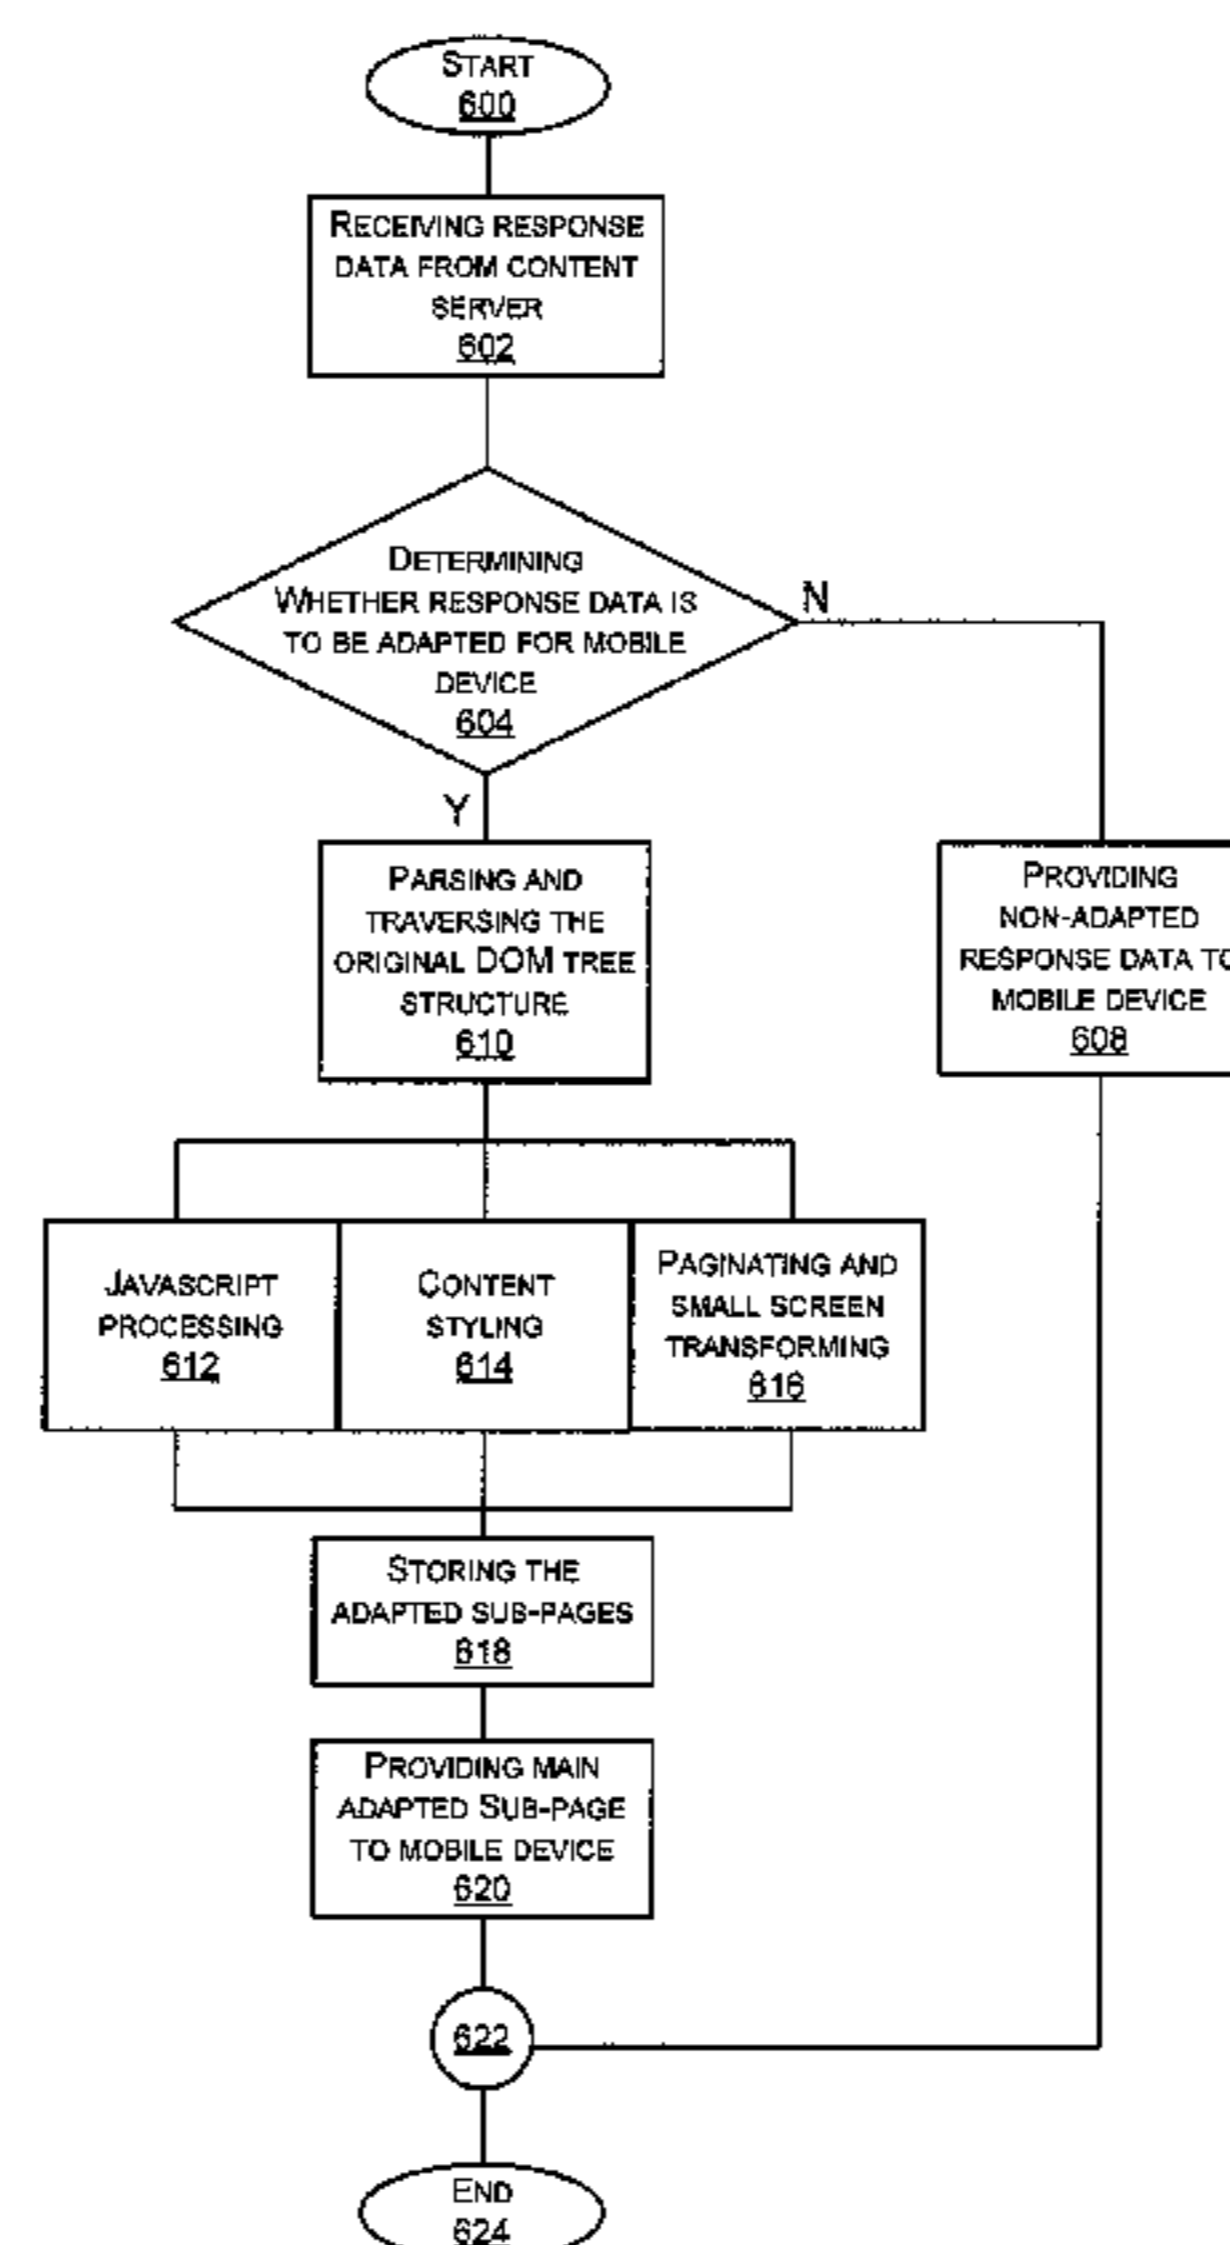 START
600
RECEIVING RESPONSE
DATA FROM CONTENT
SERVER
602
DETERMINING
WHETHER RESPONSE DATA IS
TO BE ADAPTED FOR MOBILE
DEVICE
604
N
Y
PARSING AND
TRAVERSING THE
ORIGINAL DOM TREE
STRUCTURE
610
PROVIDING
NON-ADAPTED
RESPONSE DATA TO
MOBILE DEVICE
608
JAVASCRIPT
PROCESSING
612
CONTENT
STYLING
614
PAGINATING AND
SMALL SCREEN
TRANSFORMING
616
STORING THE
ADAPTED SUB-PAGES
618
PROVIDING MAIN
ADAPTED SUB-PAGE
TO MOBILE DEVICE
620
622
END
624